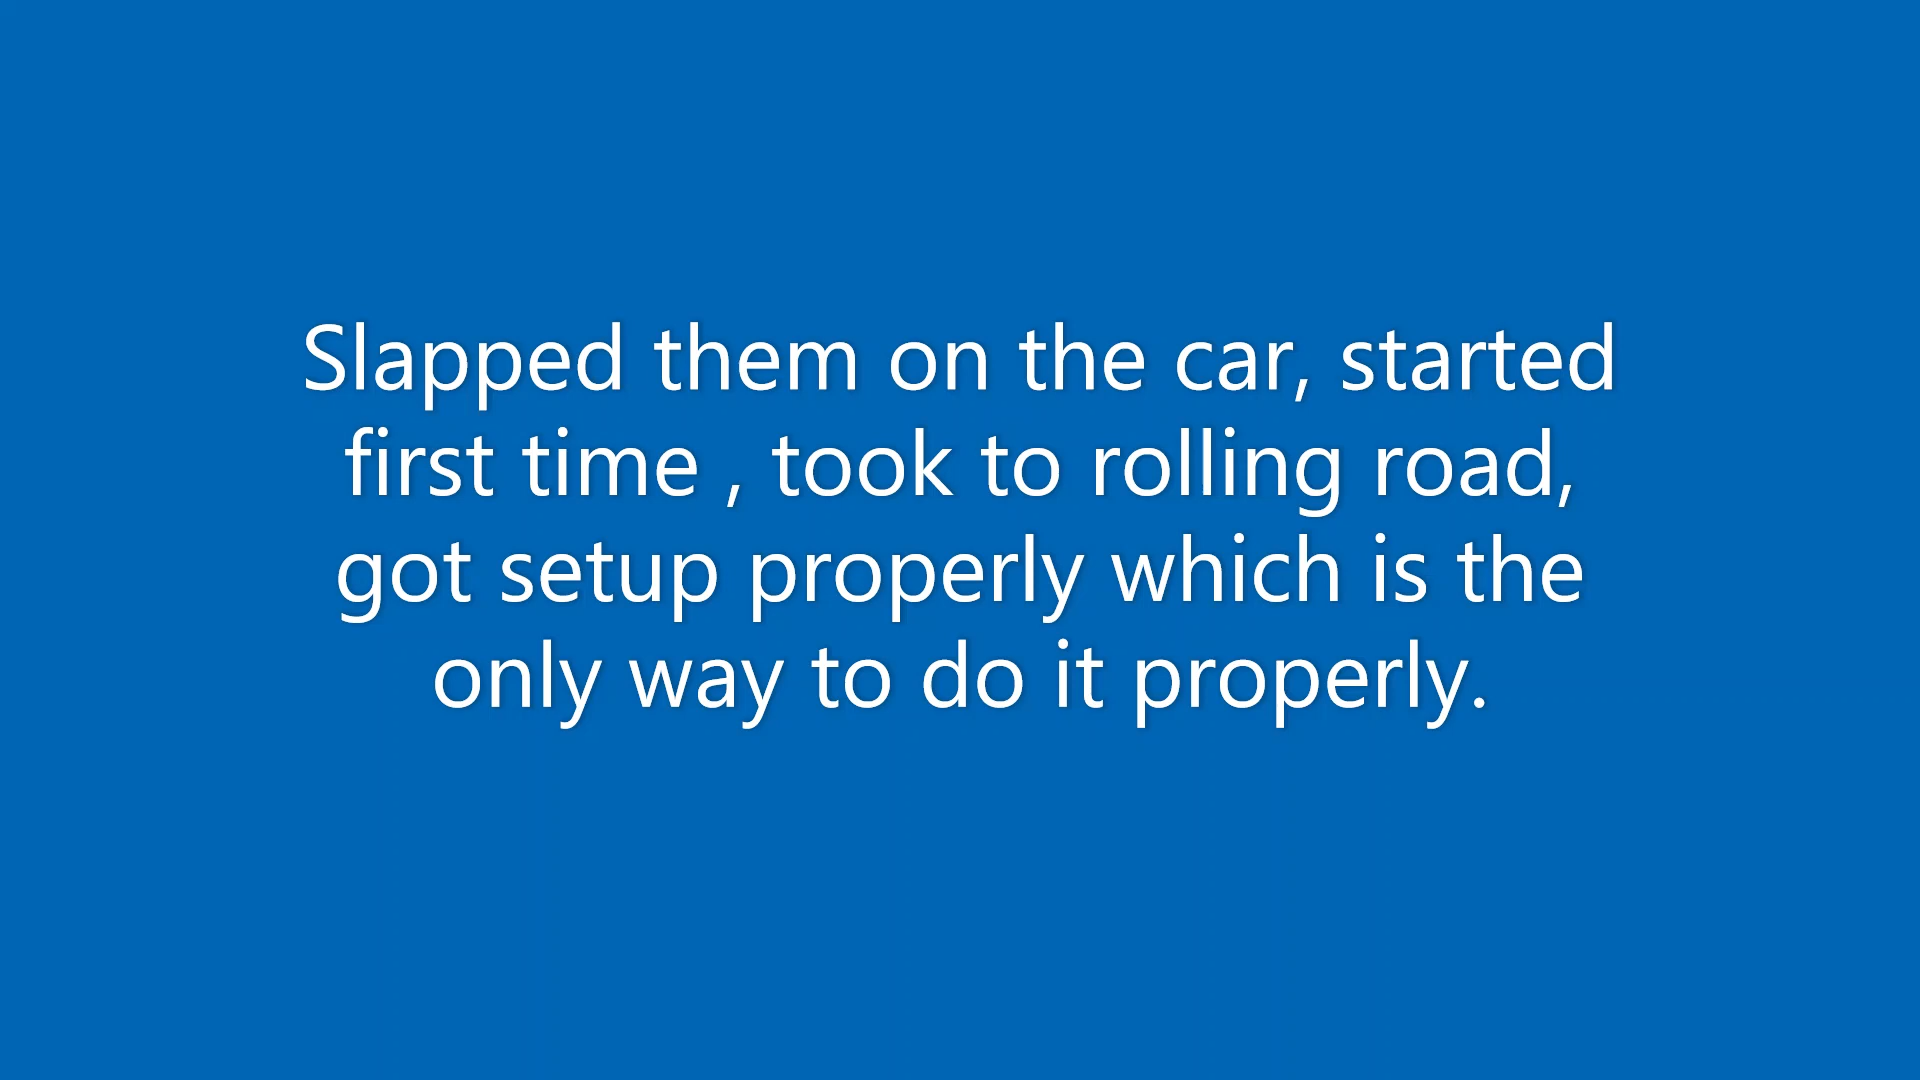 Slapped them on the car, started
first time , took to rolling road,
got setup properly which is the
only way to do it properly.